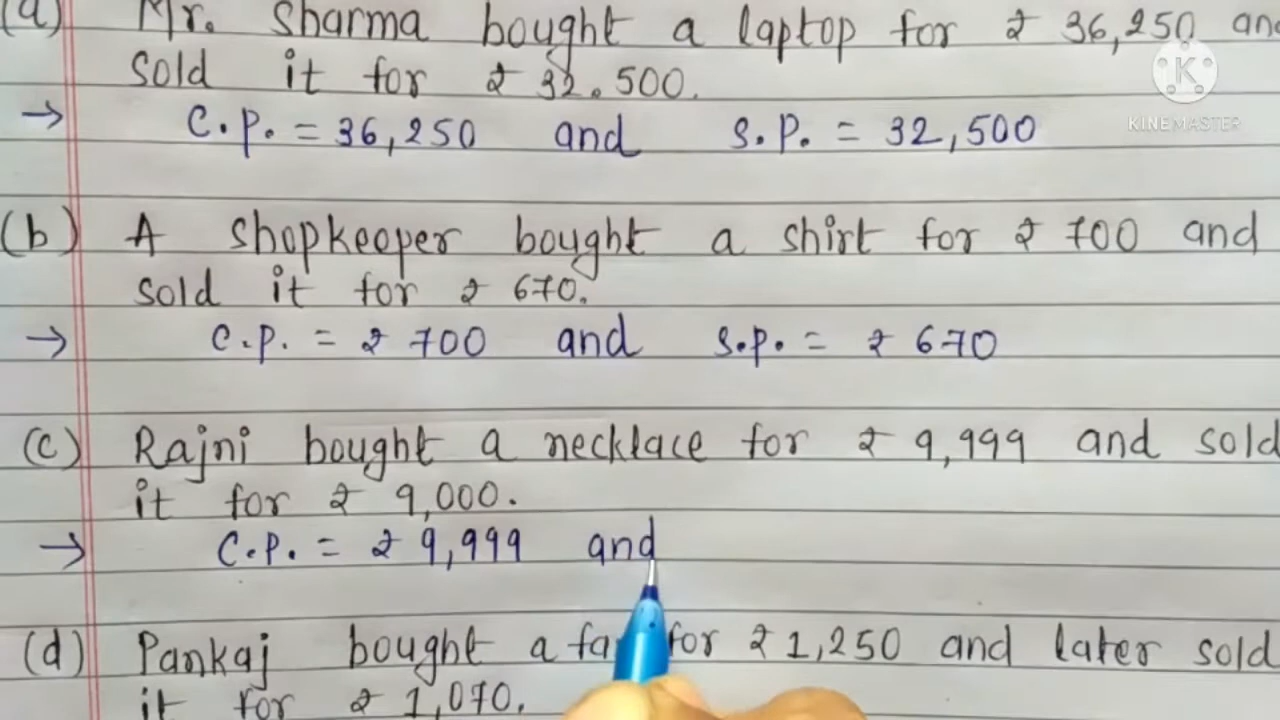 (a) Mr. Sharma bought a laptop for ₹ 36,250 and
sold it for ₹ 32.500.
→ C.P. = 36,250 and S.P. = 32,500
KINEMASTER
(b) A shopkeeper bought a shirt for ₹ 700 and
sold it for ₹ 670.
→ C.P. = ₹ 700 and S.P. = ₹ 670
(c) Rajni bought a necklace for ₹ 9,999 and sold
it for ₹ 9,000.
→ C.P. = ₹ 9,999 and
(d) Pankaj bought a for ₹ 1,250 and later sold
it for ₹ 1,070.